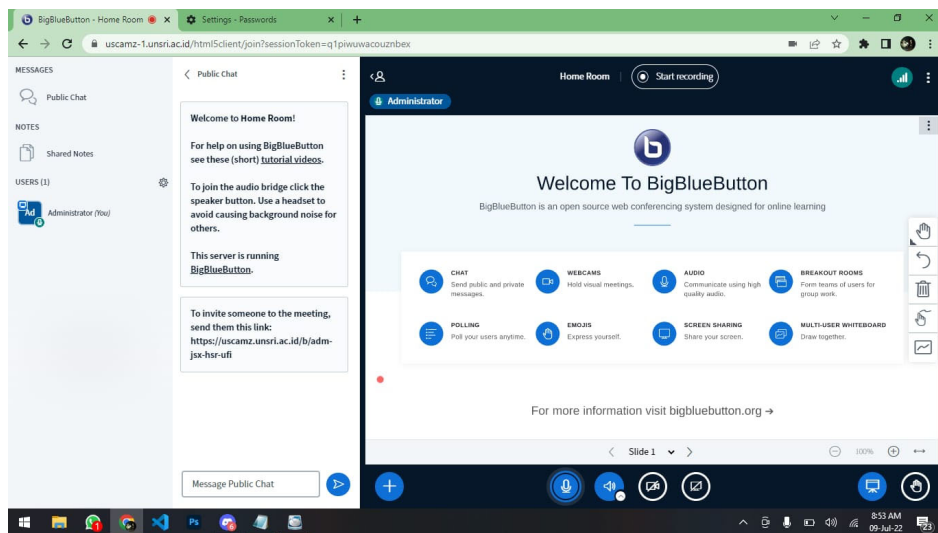 BigBlueButton - Home Room
Settings - Passwords
uscamz-1.unsri.ac.id/html5client/join?sessionToken=q1piwuwacouznbex
MESSAGES
Public Chat
NOTES
Shared Notes
USERS (1)
Ad
Administrator (You)
Public Chat
Welcome to Home Room!
For help on using BigBlueButton
see these (short) tutorial videos.
To join the audio bridge click the
speaker button. Use a headset to
avoid causing background noise for
others.
This server is running
BigBlueButton.
To invite someone to the meeting,
send them this link:
https://uscamz.unsri.ac.id/b/adm-
jsx-hsr-ufi
Message Public Chat
Home Room
Start recording
Administrator
b
Welcome To BigBlueButton
BigBlueButton is an open source web conferencing system designed for online learning
CHAT
Send public and private
messages.
WEBCAMS
Hold visual meetings.
AUDIO
Communicate using high
quality audio.
BREAKOUT ROOMS
Form teams of users for
group work.
POLLING
Poll your users anytime.
EMOJIS
Express yourself.
SCREEN SHARING
Share your screen.
MULTI-USER WHITEBOARD
Draw together.
For more information visit bigbluebutton.org →
Slide 1
100%
Ps
8:53 AM
09-Jul-22
23